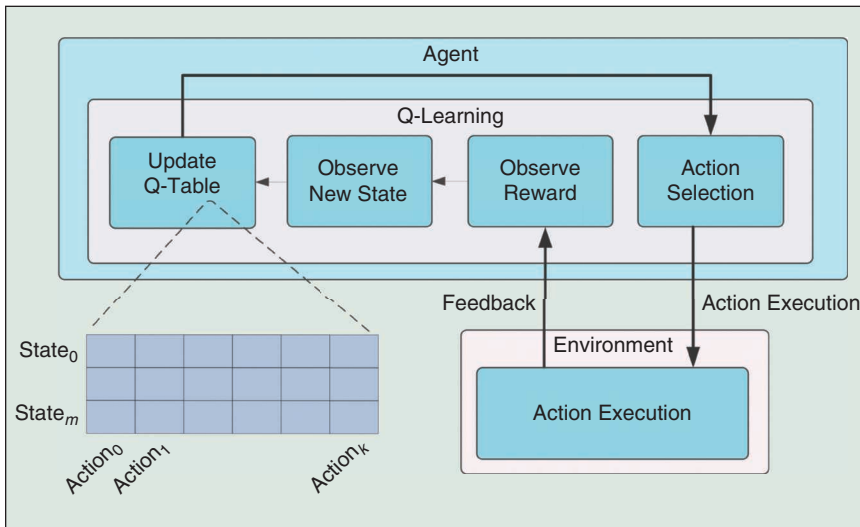 Agent
Q-Learning
Update
Q-Table
Observe
New State
Observe
Reward
Action
Selection
Feedback
Action Execution
Environment
Action Execution
State0
Statem
Action0
Action1
Actionk